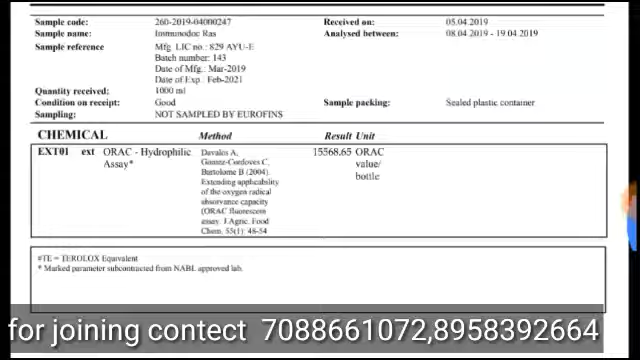 Sample code: 260-2019-04000247 Received on: 05.04.2019
Sample name: Immunodoc Ras Analysed between: 08.04.2019 - 19.04.2019
Sample reference Mfg. LIC no.: 829 AYU-E
Batch number: 143
Date of Mfg.: Mar-2019
Date of Exp.: Feb-2021
Quantity received: 1000 ml
Condition on receipt: Good Sample packing: Sealed plastic container
Sampling: NOT SAMPLED BY EUROFINS
CHEMICAL Method Result Unit
EXT01 ext ORAC - Hydrophilic Davalos A, 15568.65 ORAC
Assay* Gomez-Cordoves C, value/
Bartolome B (2004). bottle
Extending applicability
of the oxygen radical
absorvance capacity
(ORAC fluorescein
assay. J Agric. Food
Chem. 55(1): 48-54
#TE = TEROLOX Equivalent
* Marked parameter subcontracted from NABL approved lab.
for joining contect 7088661072,8958392664